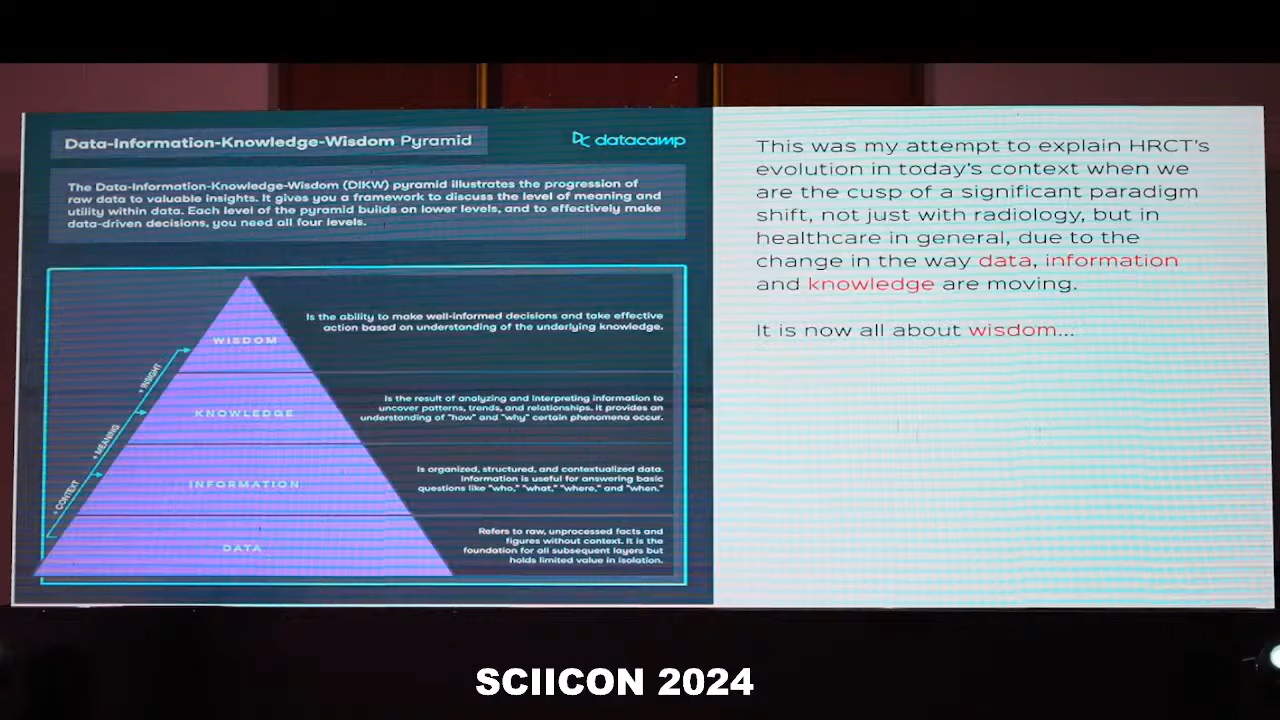 Data-Information-Knowledge-Wisdom Pyramid
datacamp
The Data-Information-Knowledge-Wisdom (DIKW) pyramid illustrates the progression of
raw data to valuable insights. It gives you a framework to discuss the level of meaning and
utility within data. Each level of the pyramid builds on lower levels, and to effectively make
data-driven decisions, you need all four levels.
Is the ability to make well-informed decisions and take effective
action based on understanding of the underlying knowledge.
WISDOM
+ INSIGHT
Is the result of analyzing and interpreting information to
uncover patterns, trends, and relationships. It provides an
understanding of "how" and "why" certain phenomena occur.
KNOWLEDGE
+ MEANING
Is organized, structured, and contextualized data.
Information is useful for answering basic
questions like "who," "what," "where," and "when."
INFORMATION
+ CONTEXT
Refers to raw, unprocessed facts and
figures without context. It is the
foundation for all subsequent layers but
holds limited value in isolation.
DATA
This was my attempt to explain HRCT's
evolution in today's context when we
are the cusp of a significant paradigm
shift, not just with radiology, but in
healthcare in general, due to the
change in the way data, information
and knowledge are moving.
It is now all about wisdom...
SCIICON 2024